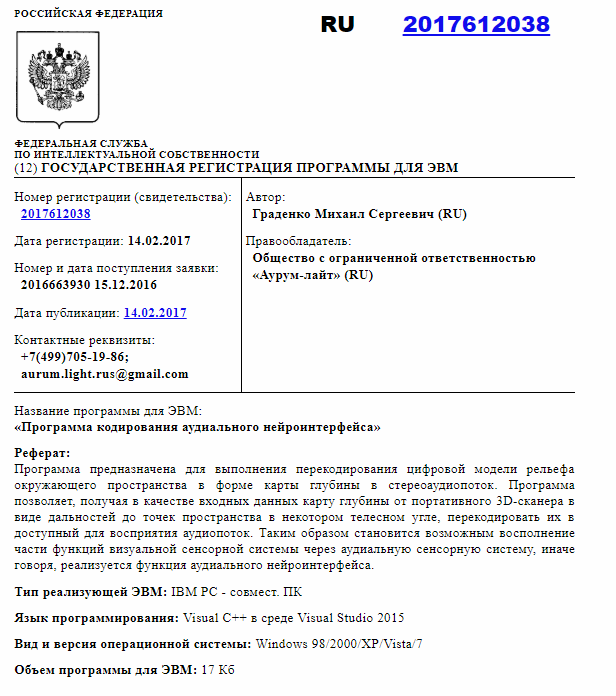 РОССИЙСКАЯ ФЕДЕРАЦИЯ
RU 2017612038
ФЕДЕРАЛЬНАЯ СЛУЖБА
ПО ИНТЕЛЛЕКТУАЛЬНОЙ СОБСТВЕННОСТИ
(12) ГОСУДАРСТВЕННАЯ РЕГИСТРАЦИЯ ПРОГРАММЫ ДЛЯ ЭВМ
Номер регистрации (свидетельства):
2017612038
Дата регистрации: 14.02.2017
Номер и дата поступления заявки:
2016663930 15.12.2016
Дата публикации: 14.02.2017
Контактные реквизиты:
+7(499)705-19-86;
aurum.light.rus@gmail.com
Автор:
Граденко Михаил Сергеевич (RU)
Правообладатель:
Общество с ограниченной ответственностью
«Аурум-лайт» (RU)
Название программы для ЭВМ:
«Программа кодирования аудиального нейроинтерфейса»
Реферат:
Программа предназначена для выполнения перекодирования цифровой модели рельефа
окружающего пространства в форме карты глубины в стереоаудиопоток. Программа
позволяет, получая в качестве входных данных карту глубины от портативного 3D-сканера в
виде дальностей до точек пространства в некотором телесном угле, перекодировать их в
доступный для восприятия аудиопоток. Таким образом становится возможным восполнение
части функций визуальной сенсорной системы через аудиальную сенсорную систему, иначе
говоря, реализуется функция аудиального нейроинтерфейса.
Тип реализующей ЭВМ: IBM PC - совмест. ПК
Язык программирования: Visual C++ в среде Visual Studio 2015
Вид и версия операционной системы: Windows 98/2000/XP/Vista/7
Объем программы для ЭВМ: 17 Кб